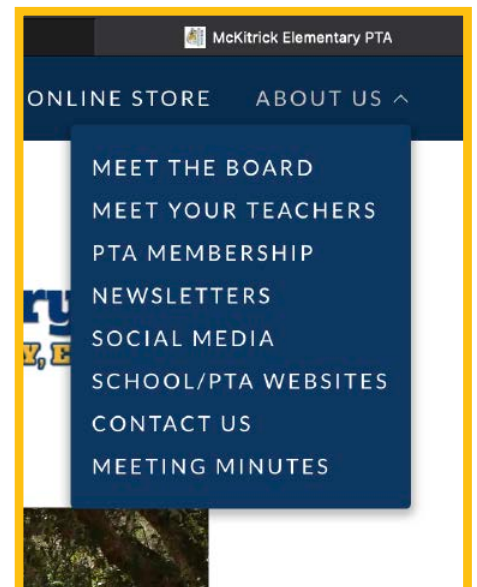 McKitrick Elementary PTA
ONLINE STORE ABOUT US
MEET THE BOARD
MEET YOUR TEACHERS
PTA MEMBERSHIP
NEWSLETTERS
SOCIAL MEDIA
SCHOOL/PTA WEBSITES
CONTACT US
MEETING MINUTES